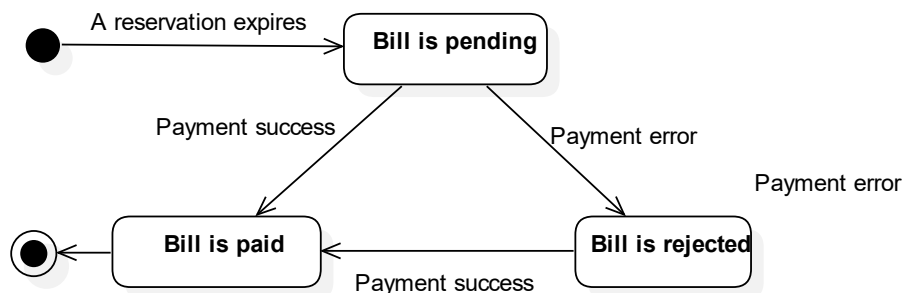 A reservation expires
Bill is pending
Payment success
Payment error
Payment error
Bill is paid
Bill is rejected
Payment success